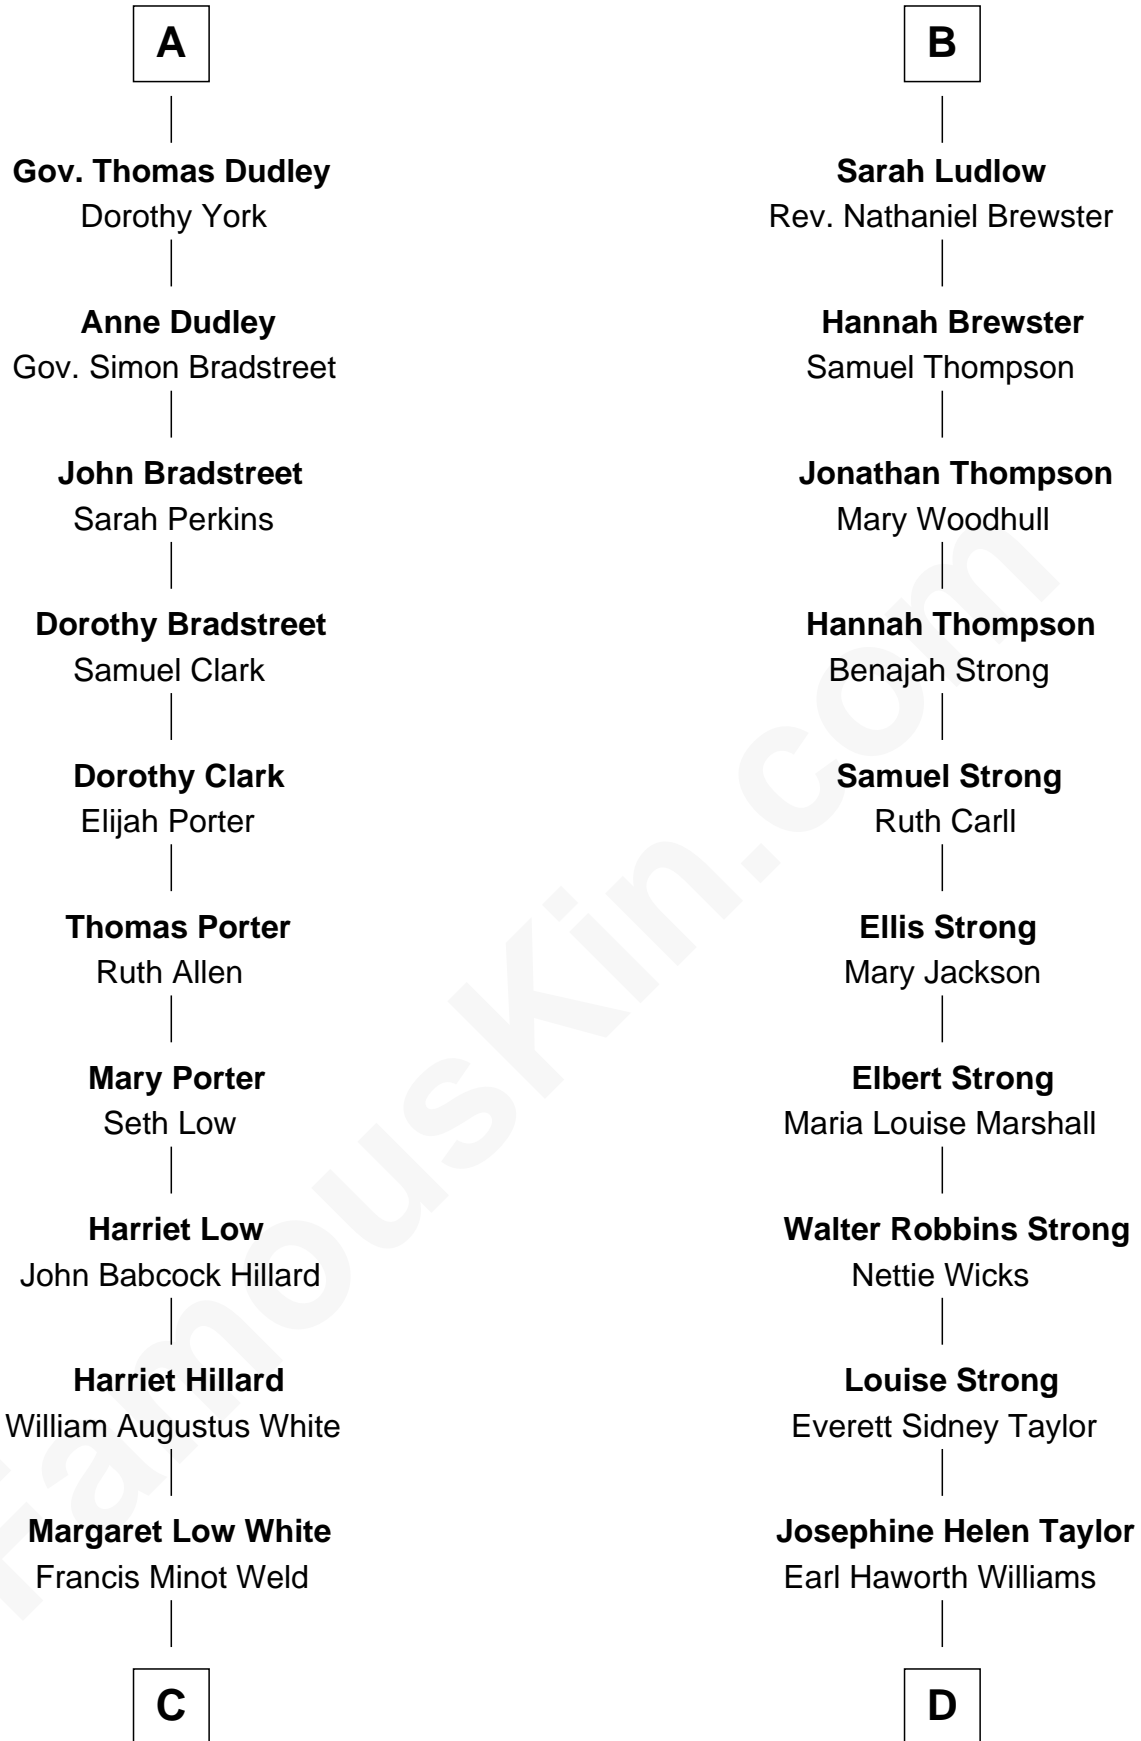 A
Gov. Thomas Dudley
Dorothy York
Anne Dudley
Gov. Simon Bradstreet
John Bradstreet
Sarah Perkins
Dorothy Bradstreet
Samuel Clark
Dorothy Clark
Elijah Porter
Thomas Porter
Ruth Allen
Mary Porter
Seth Low
Harriet Low
John Babcock Hillard
Harriet Hillard
William Augustus White
Margaret Low White
Francis Minot Weld
C
B
Sarah Ludlow
Rev. Nathaniel Brewster
Hannah Brewster
Samuel Thompson
Jonathan Thompson
Mary Woodhull
Hannah Thompson
Benajah Strong
Samuel Strong
Ruth Carll
Ellis Strong
Mary Jackson
Elbert Strong
Maria Louise Marshall
Walter Robbins Strong
Nettie Wicks
Louise Strong
Everett Sidney Taylor
Josephine Helen Taylor
Earl Haworth Williams
D
FamousKin.com